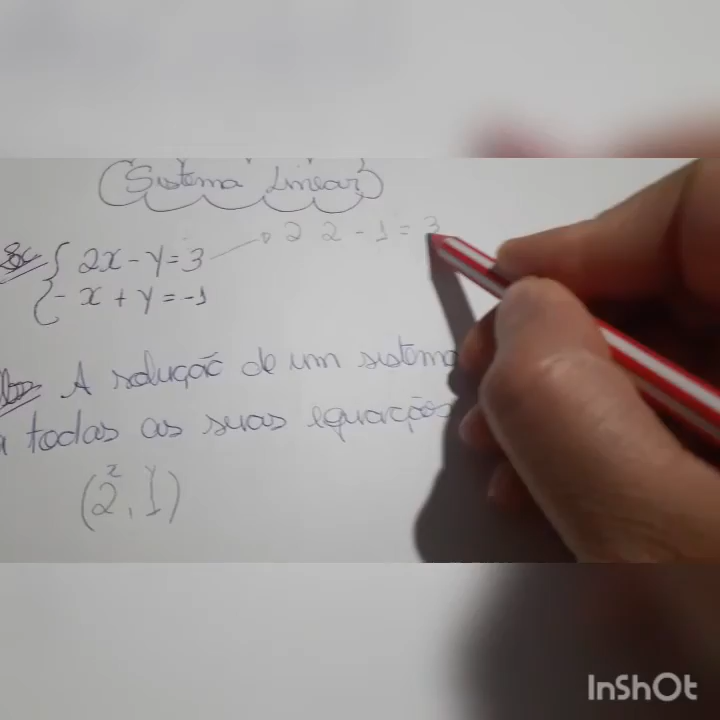 Sistema Linear
2x - y = 3 → 2 2 - 1 = 3
- x + y = -1
A solução de um sistema
todas as suas equações
x
(2, 1)
InShOt